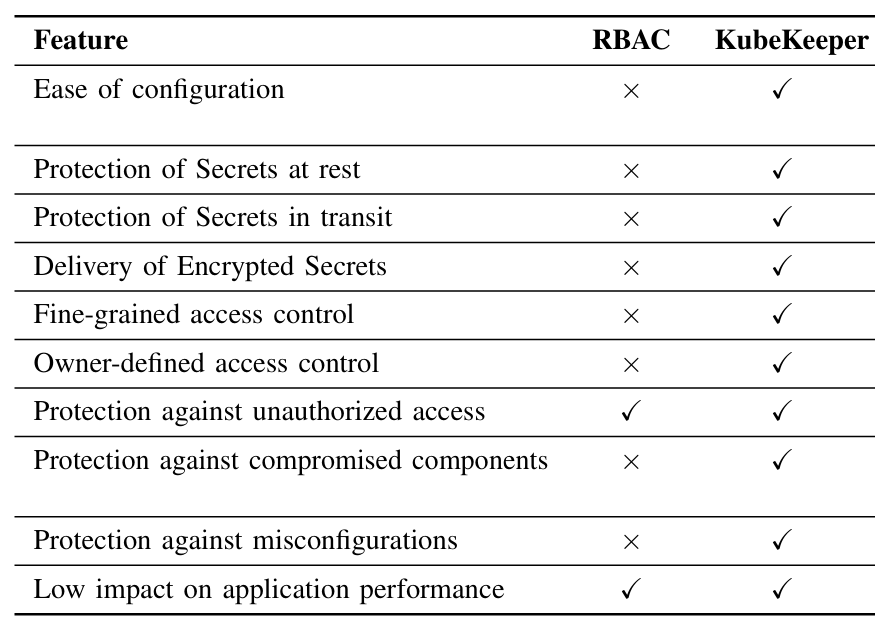 Feature RBAC KubeKeeper
Ease of configuration × ✓
Protection of Secrets at rest × ✓
Protection of Secrets in transit × ✓
Delivery of Encrypted Secrets × ✓
Fine-grained access control × ✓
Owner-defined access control × ✓
Protection against unauthorized access ✓ ✓
Protection against compromised components × ✓
Protection against misconfigurations × ✓
Low impact on application performance ✓ ✓